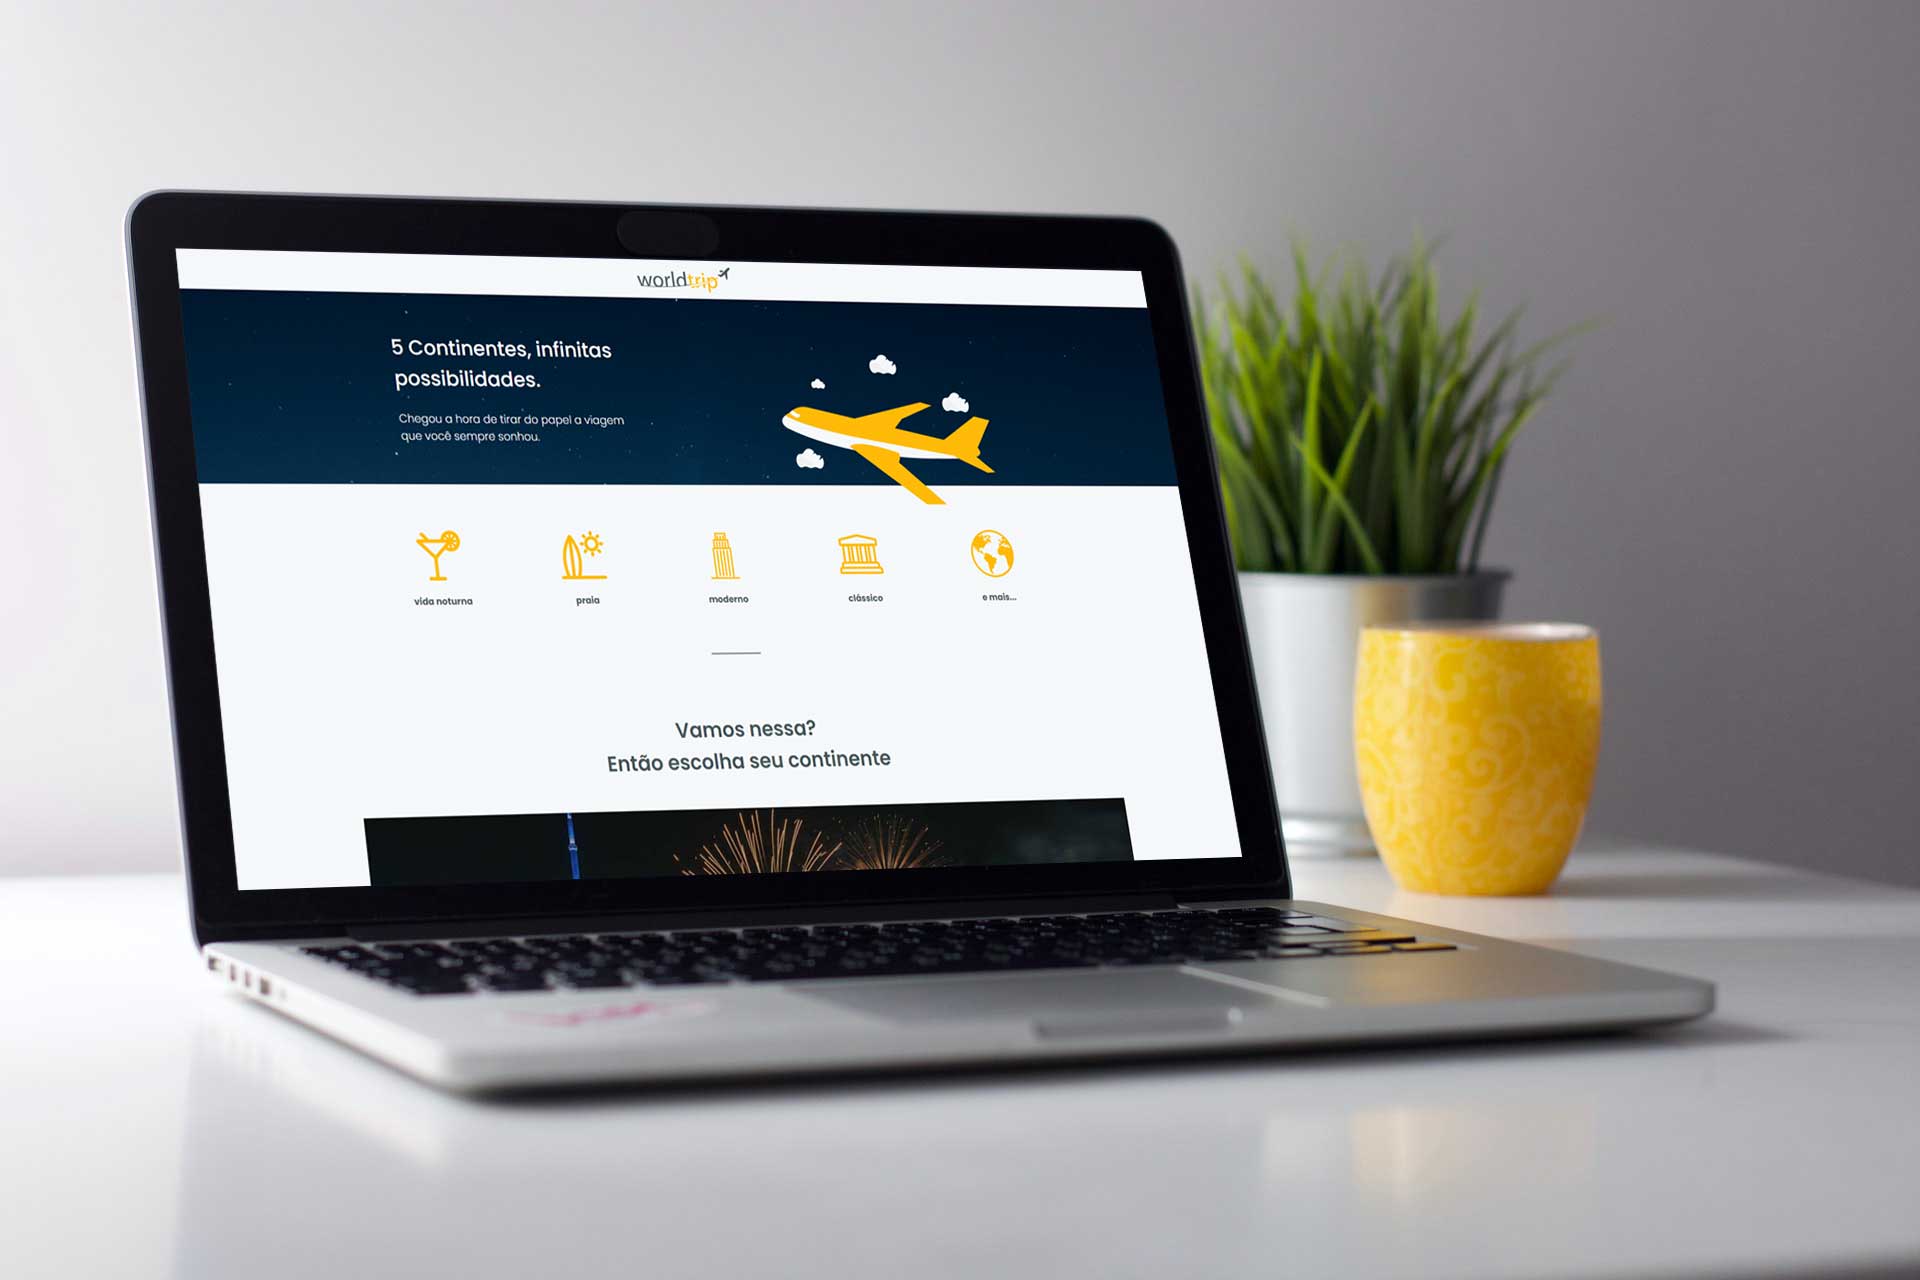 worldtrip
5 Continentes, infinitas
possibilidades.
Chegou a hora de tirar do papel a viagem
que você sempre sonhou.
vida noturna
praia
moderno
clássico
e mais...
Vamos nessa?
Então escolha seu continente